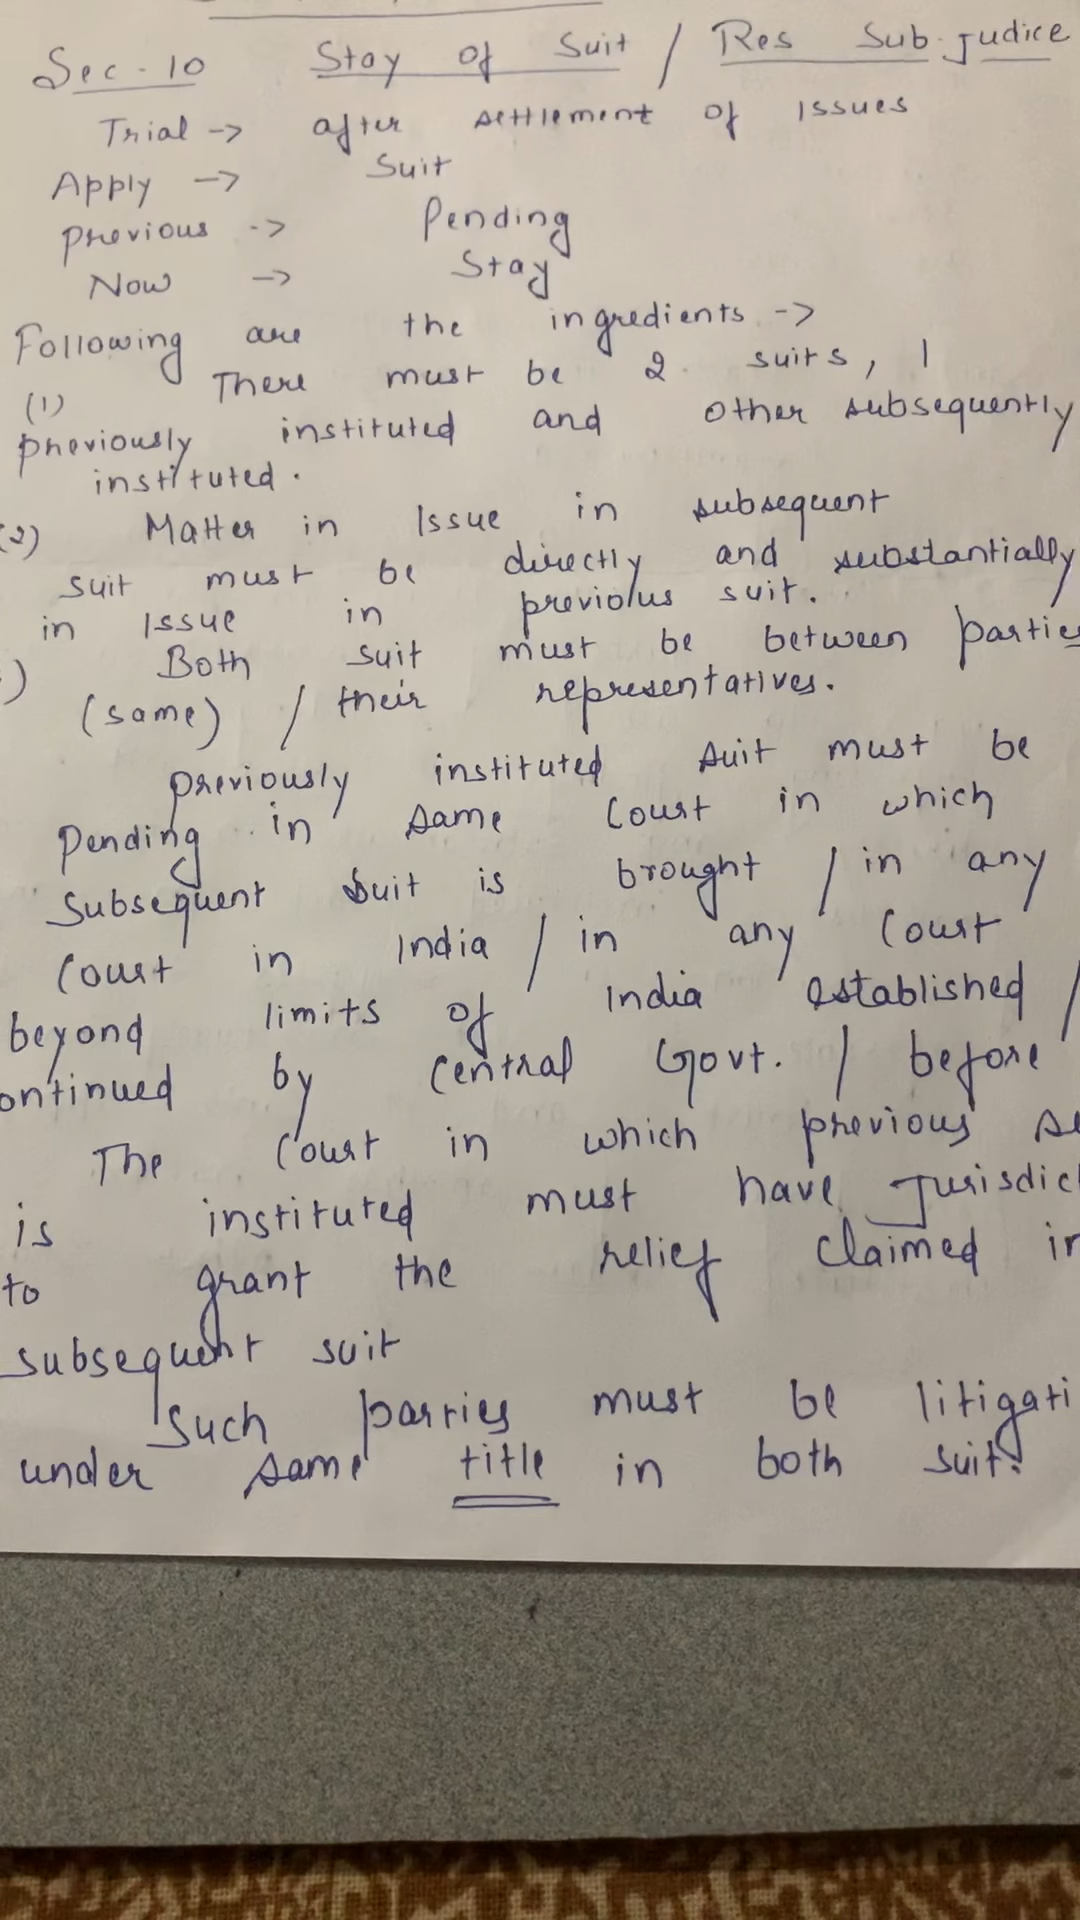 Sec-10 Stay of Suit / Res Sub-judice
Trial -> after settlement of issues
Apply -> Suit
previous -> Pending
Now -> Stay
Following are the ingredients ->
(1) There must be 2 suits, 1
previously instituted and other subsequently
instituted.
(2) Matter in Issue in subsequent
suit must be directly and substantially
in Issue in previous suit.
) Both suit must be between parties
(same) / their representatives.
previously instituted suit must be
Pending in same Court in which
subsequent suit is brought / in any
Court in India / in any Court
beyond limits of India established /
ontinued by Central Govt. / before
The Court in which previous su
is instituted must have Jurisdict
to grant the relief claimed in
subsequent suit
Such parties must be litigati
under same title in both suit.